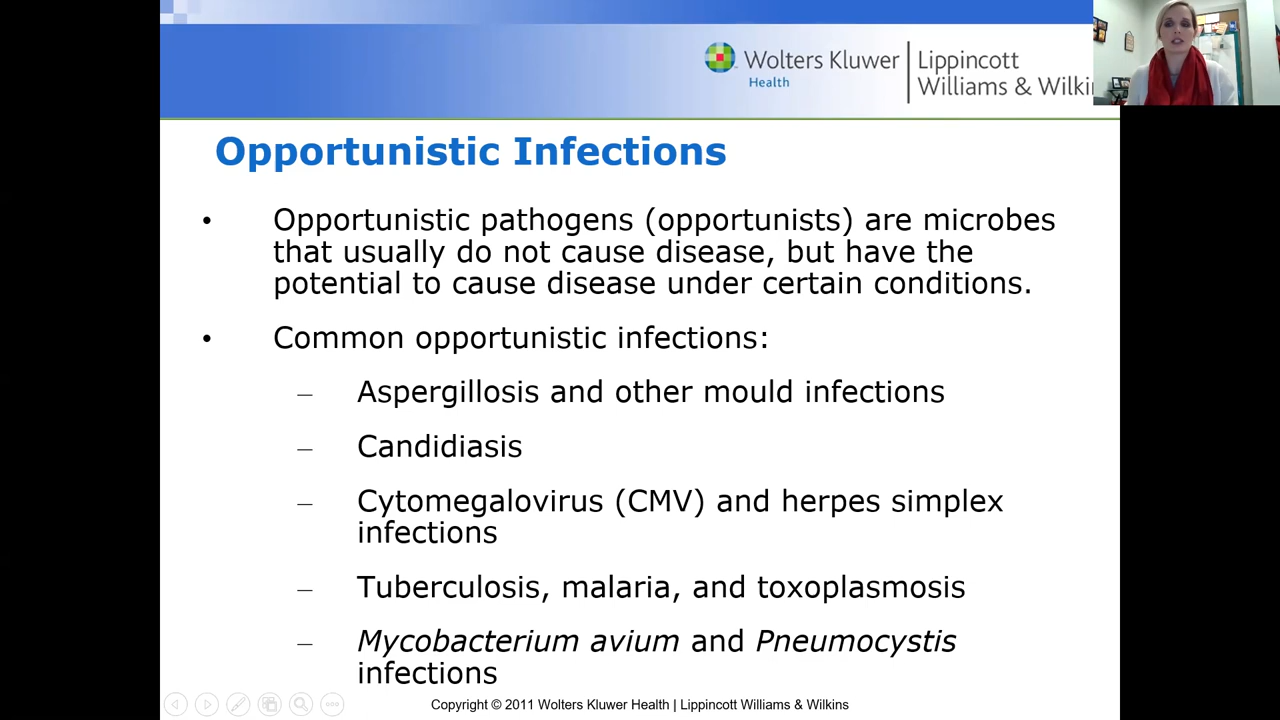 Wolters Kluwer
Health
Lippincott
Williams & Wilki
Opportunistic Infections
• Opportunistic pathogens (opportunists) are microbes
that usually do not cause disease, but have the
potential to cause disease under certain conditions.
• Common opportunistic infections:
– Aspergillosis and other mould infections
– Candidiasis
– Cytomegalovirus (CMV) and herpes simplex
infections
– Tuberculosis, malaria, and toxoplasmosis
– Mycobacterium avium and Pneumocystis
infections
Copyright © 2011 Wolters Kluwer Health | Lippincott Williams & Wilkins